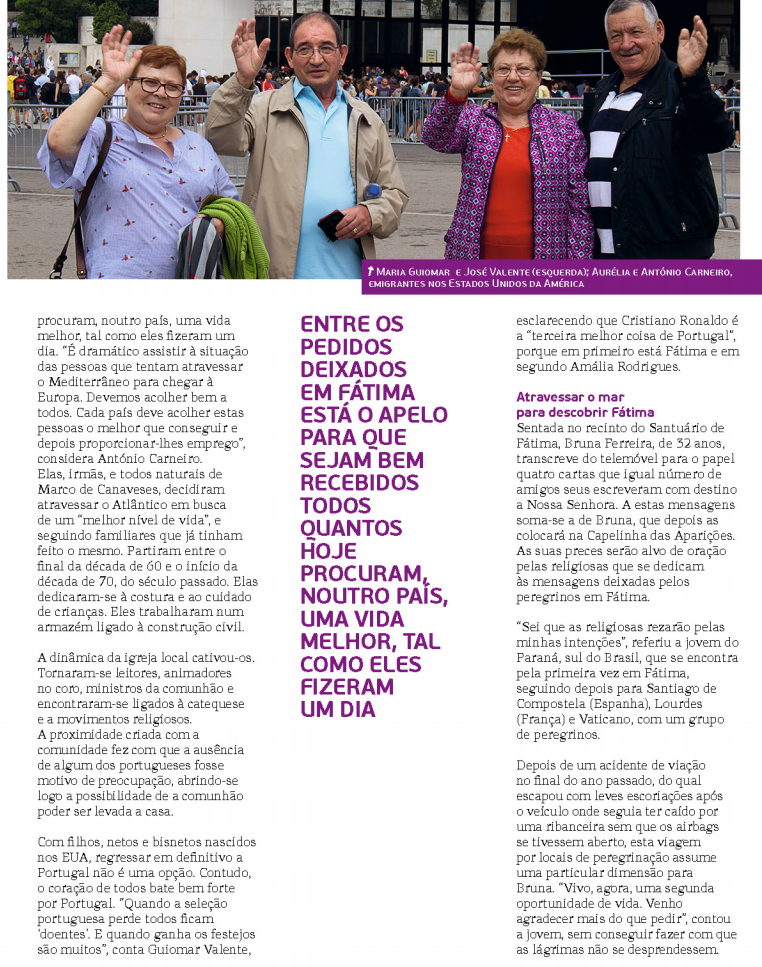 ↑ Maria Guiomar e José Valente (esquerda); Aurélia e António Carneiro,
emigrantes nos Estados Unidos da América
procuram, noutro país, uma vida
melhor, tal como eles fizeram um
dia. “É dramático assistir à situação
das pessoas que tentam atravessar
o Mediterrâneo para chegar à
Europa. Devemos acolher bem a
todos. Cada país deve acolher estas
pessoas o melhor que conseguir e
depois proporcionar-lhes emprego”,
considera António Carneiro.
Elas, irmãs, e todos naturais de
Marco de Canaveses, decidiram
atravessar o Atlântico em busca
de um “melhor nível de vida”, e
seguindo familiares que já tinham
feito o mesmo. Partiram entre o
final da década de 60 e o início da
década de 70, do século passado. Elas
dedicaram-se à costura e ao cuidado
de crianças. Eles trabalharam num
armazém ligado à construção civil.
A dinâmica da igreja local cativou-os.
Tornaram-se leitores, animadores
no coro, ministros da comunhão e
encontraram-se ligados à catequese
e a movimentos religiosos.
A proximidade criada com a
comunidade fez com que a ausência
de algum dos portugueses fosse
motivo de preocupação, abrindo-se
logo a possibilidade de a comunhão
poder ser levada a casa.
Com filhos, netos e bisnetos nascidos
nos EUA, regressar em definitivo a
Portugal não é uma opção. Contudo,
o coração de todos bate bem forte
por Portugal. “Quando a seleção
portuguesa perde todos ficam
‘doentes’. E quando ganha os festejos
são muitos”, conta Guiomar Valente,
ENTRE OS
PEDIDOS
DEIXADOS
EM FÁTIMA
ESTÁ O APELO
PARA QUE
SEJAM BEM
RECEBIDOS
TODOS
QUANTOS
HOJE
PROCURAM,
NOUTRO PAÍS,
UMA VIDA
MELHOR, TAL
COMO ELES
FIZERAM
UM DIA
esclarecendo que Cristiano Ronaldo é
a “terceira melhor coisa de Portugal”,
porque em primeiro está Fátima e em
segundo Amália Rodrigues.
Atravessar o mar
para descobrir Fátima
Sentada no recinto do Santuário de
Fátima, Bruna Ferreira, de 32 anos,
transcreve do telemóvel para o papel
quatro cartas que igual número de
amigos seus escreveram com destino
a Nossa Senhora. A estas mensagens
soma-se a de Bruna, que depois as
colocará na Capelinha das Aparições.
As suas preces serão alvo de oração
pelas religiosas que se dedicam
às mensagens deixadas pelos
peregrinos em Fátima.
“Sei que as religiosas rezarão pelas
minhas intenções”, referiu a jovem do
Paraná, sul do Brasil, que se encontra
pela primeira vez em Fátima,
seguindo depois para Santiago de
Compostela (Espanha), Lourdes
(França) e Vaticano, com um grupo
de peregrinos.
Depois de um acidente de viação
no final do ano passado, do qual
escapou com leves escoriações após
o veículo onde seguia ter caído por
uma ribanceira sem que os airbags
se tivessem aberto, esta viagem
por locais de peregrinação assume
uma particular dimensão para
Bruna. “Vivo, agora, uma segunda
oportunidade de vida. Venho
agradecer mais do que pedir”, contou
a jovem, sem conseguir fazer com que
as lágrimas não se desprendessem.